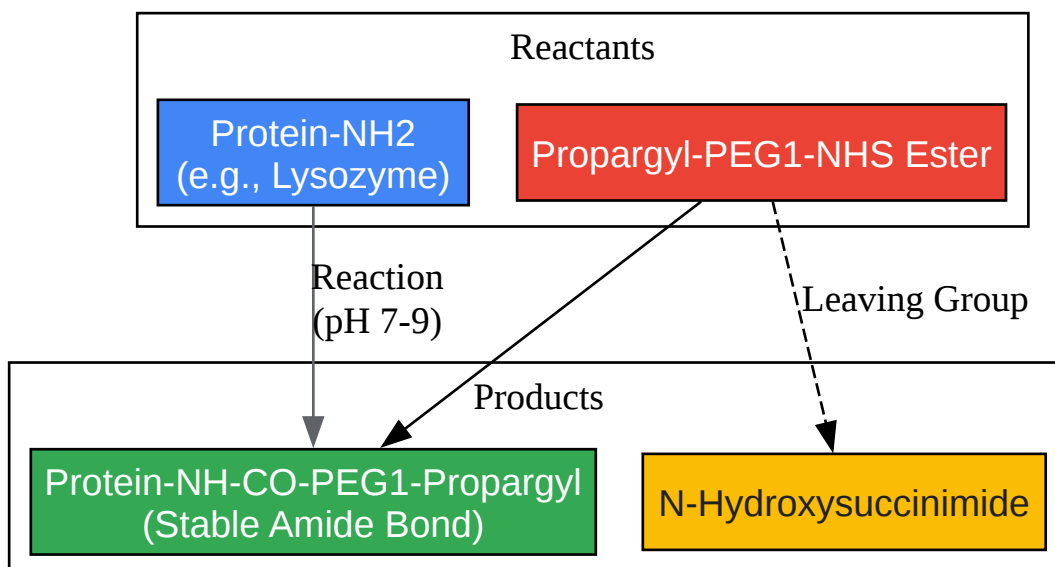 Reactants
Protein-NH2
(e.g., Lysozyme)
Propargyl-PEG1-NHS Ester
Reaction
(pH 7-9)
Leaving Group
Products
Protein-NH-CO-PEG1-Propargyl
(Stable Amide Bond)
N-Hydroxysuccinimide